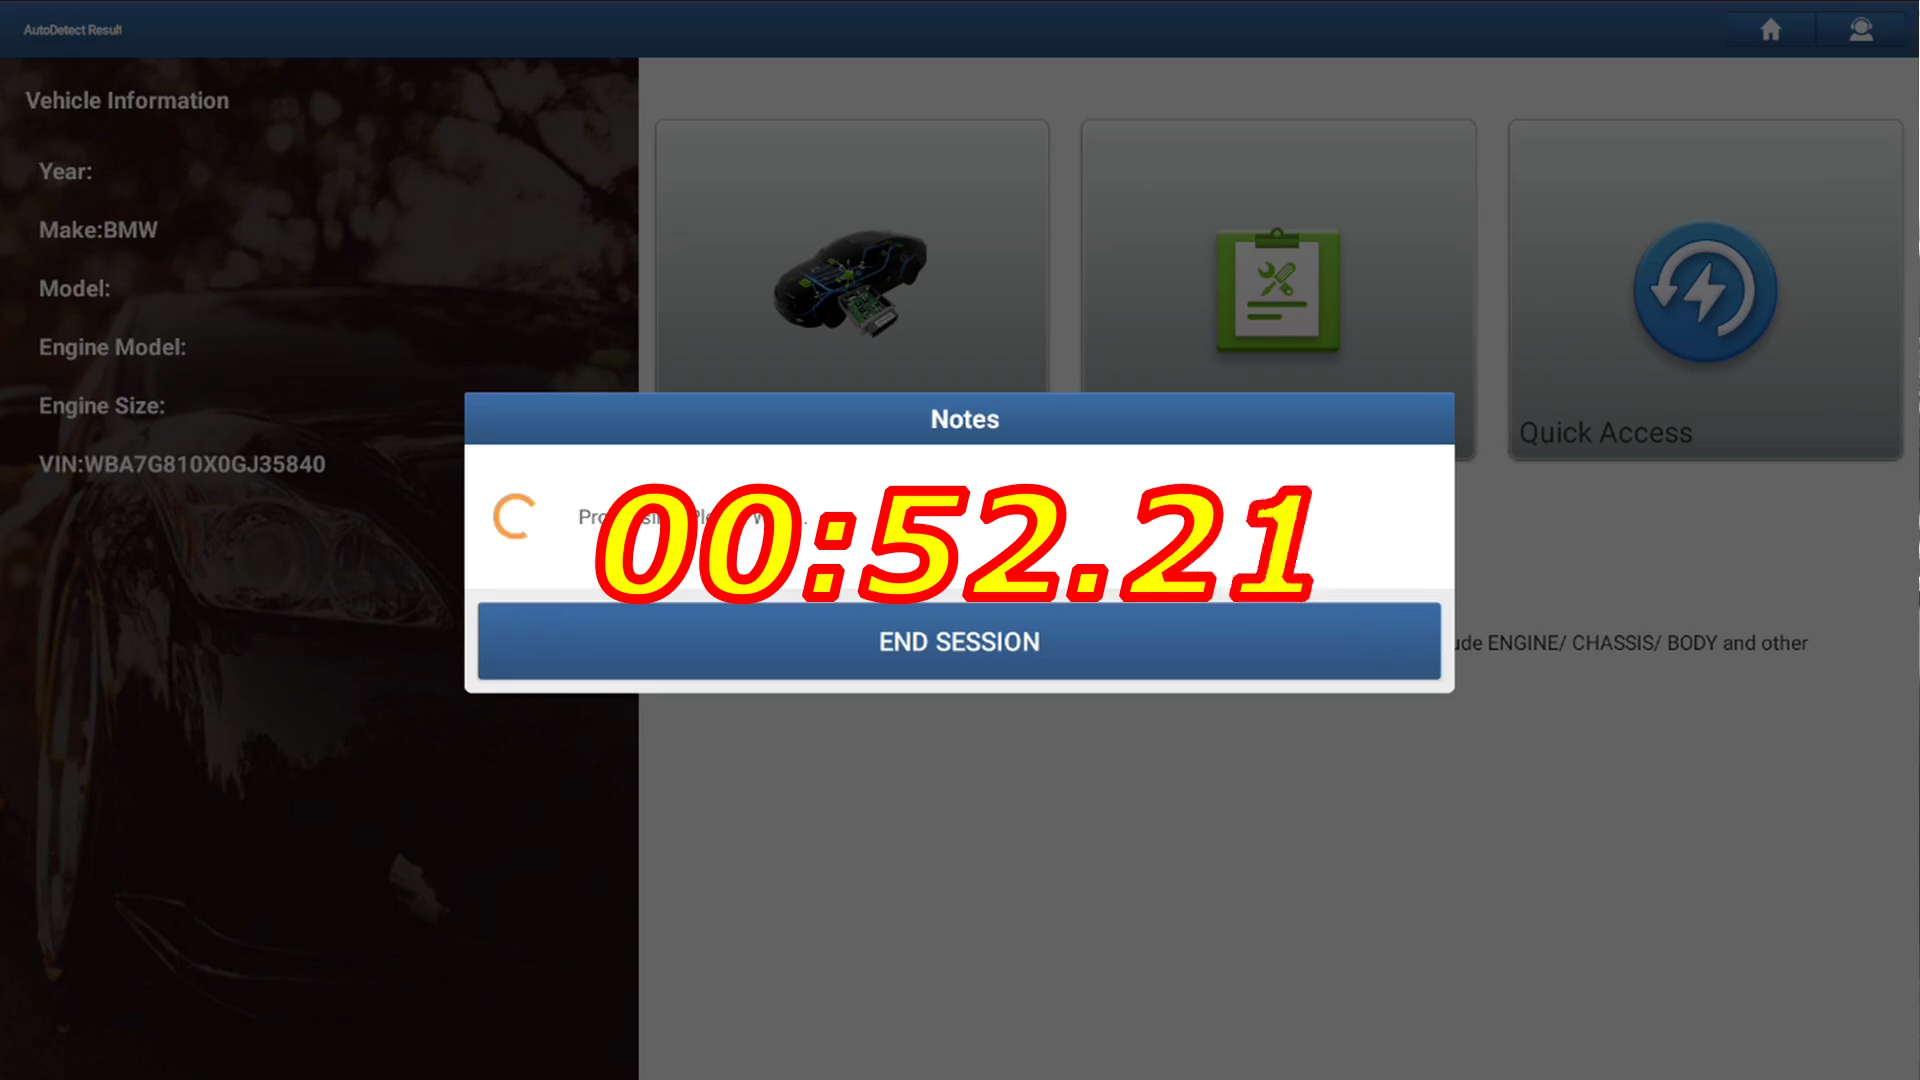 AutoDetect Result
Vehicle Information
Year:
Make:BMW
Model:
Engine Model:
Engine Size:
VIN:WBA7G810X0GJ35840
Quick Access
Notes
00:52.21
END SESSION
ENGINE/ CHASSIS/ BODY and other